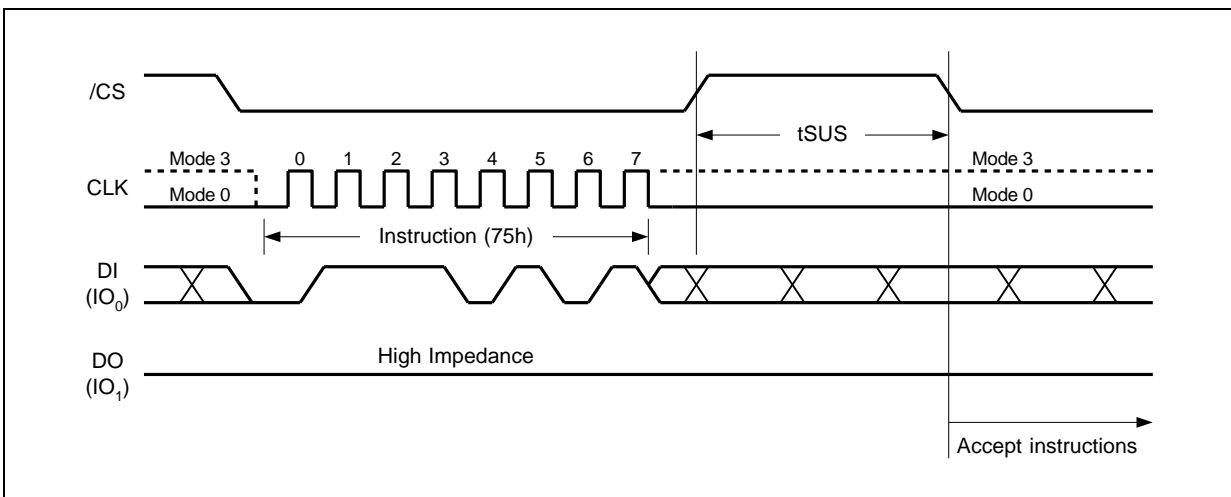 /CS
tSUS
Mode 3 0 1 2 3 4 5 6 7 Mode 3
CLK
Mode 0 Mode 0
Instruction (75h)
DI
(IO0)
High Impedance
DO
(IO1)
Accept instructions